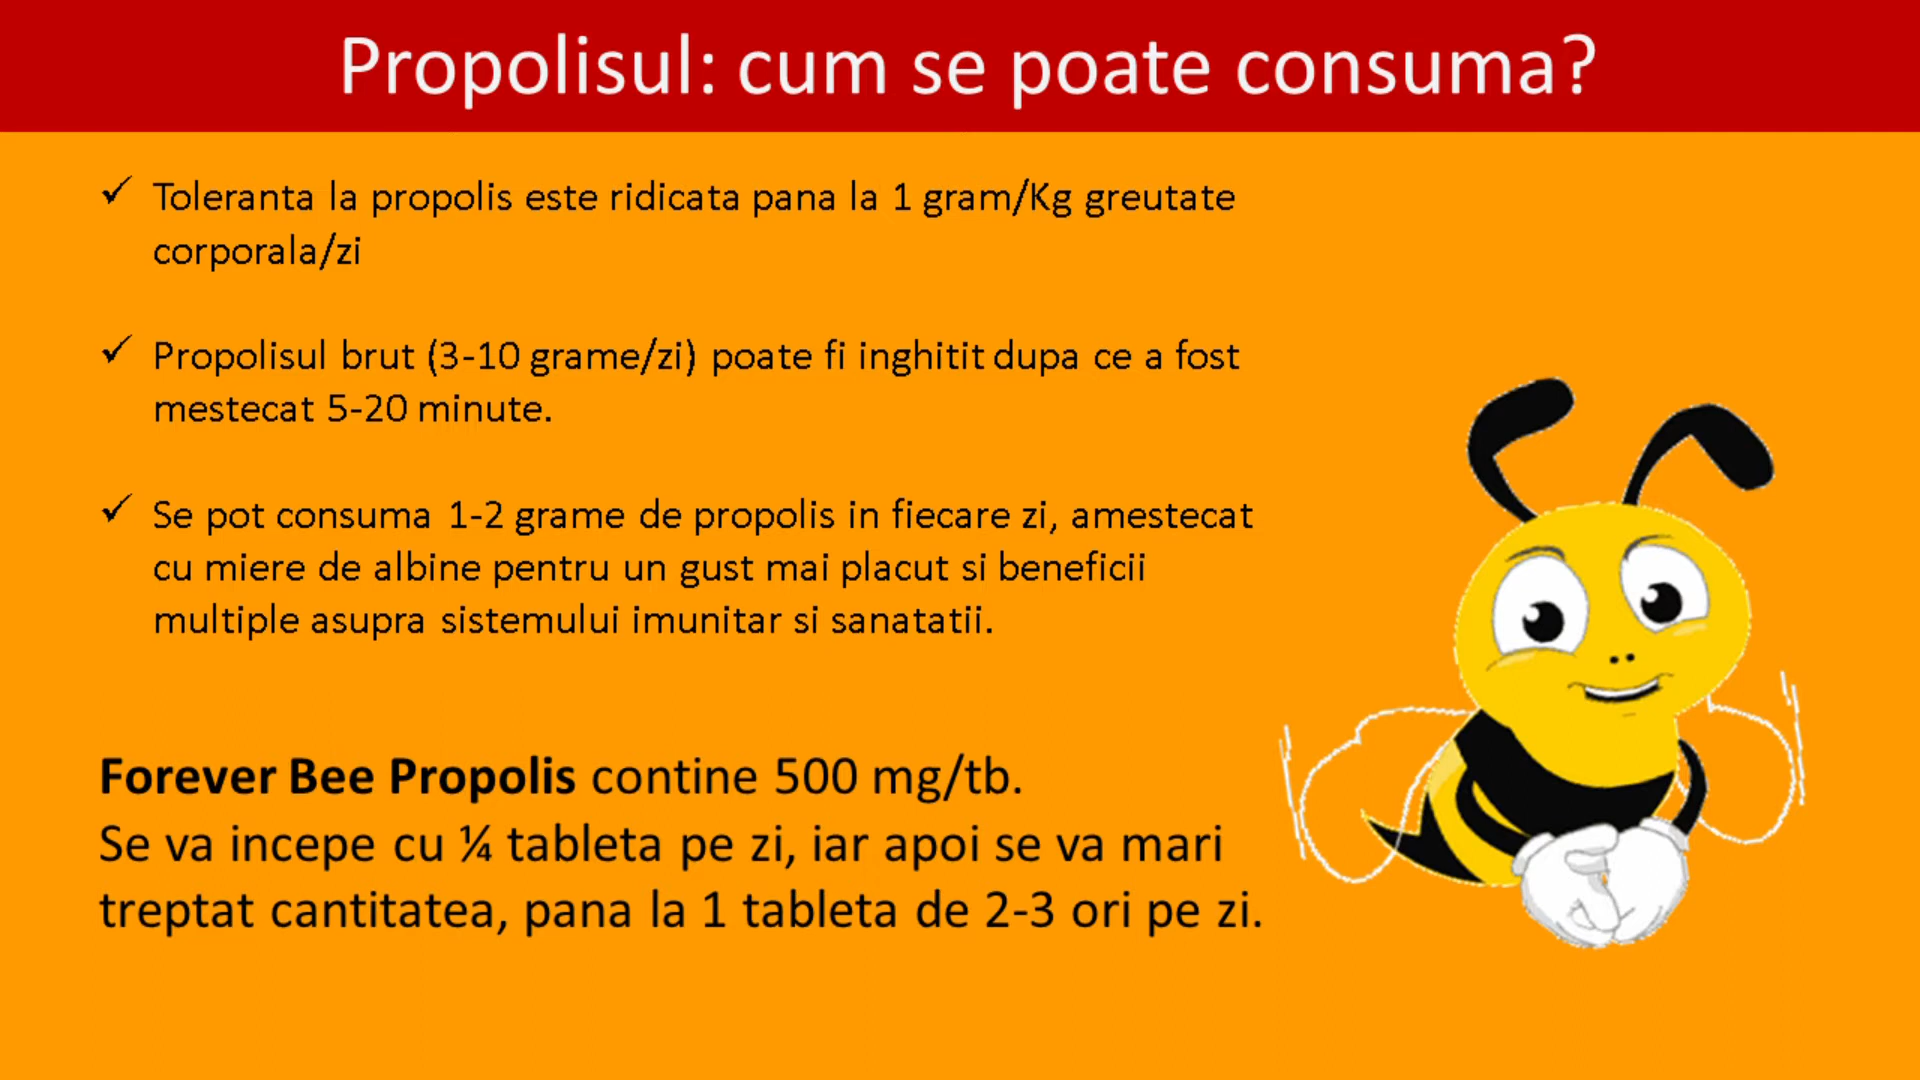 Propolisul: cum se poate consuma?
✓ Toleranta la propolis este ridicata pana la 1 gram/Kg greutate
corporala/zi
✓ Propolisul brut (3-10 grame/zi) poate fi inghitit dupa ce a fost
mestecat 5-20 minute.
✓ Se pot consuma 1-2 grame de propolis in fiecare zi, amestecat
cu miere de albine pentru un gust mai placut si beneficii
multiple asupra sistemului imunitar si sanatatii.
Forever Bee Propolis contine 500 mg/tb.
Se va incepe cu ¼ tableta pe zi, iar apoi se va mari
treptat cantitatea, pana la 1 tableta de 2-3 ori pe zi.